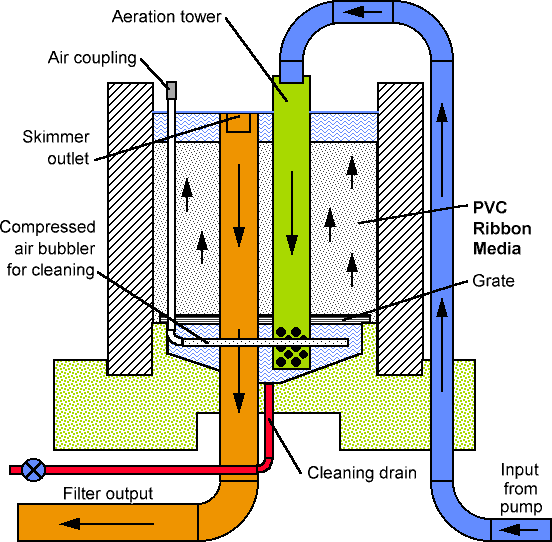 Aeration tower
Air coupling
Skimmer
outlet
Compressed
air bubbler
for cleaning
PVC
Ribbon
Media
Grate
Cleaning drain
Input
from
pump
Filter output